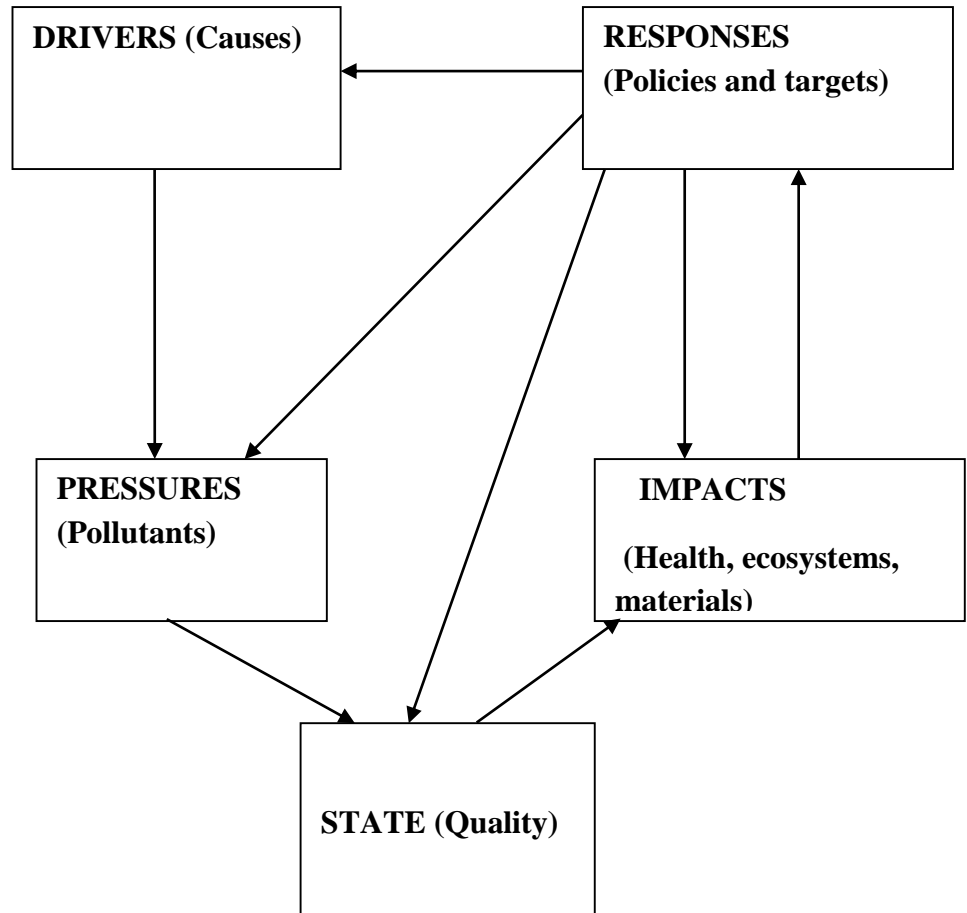 DRIVERS (Causes)
RESPONSES
(Policies and targets)
PRESSURES
(Pollutants)
IMPACTS
(Health, ecosystems,
materials)
STATE (Quality)